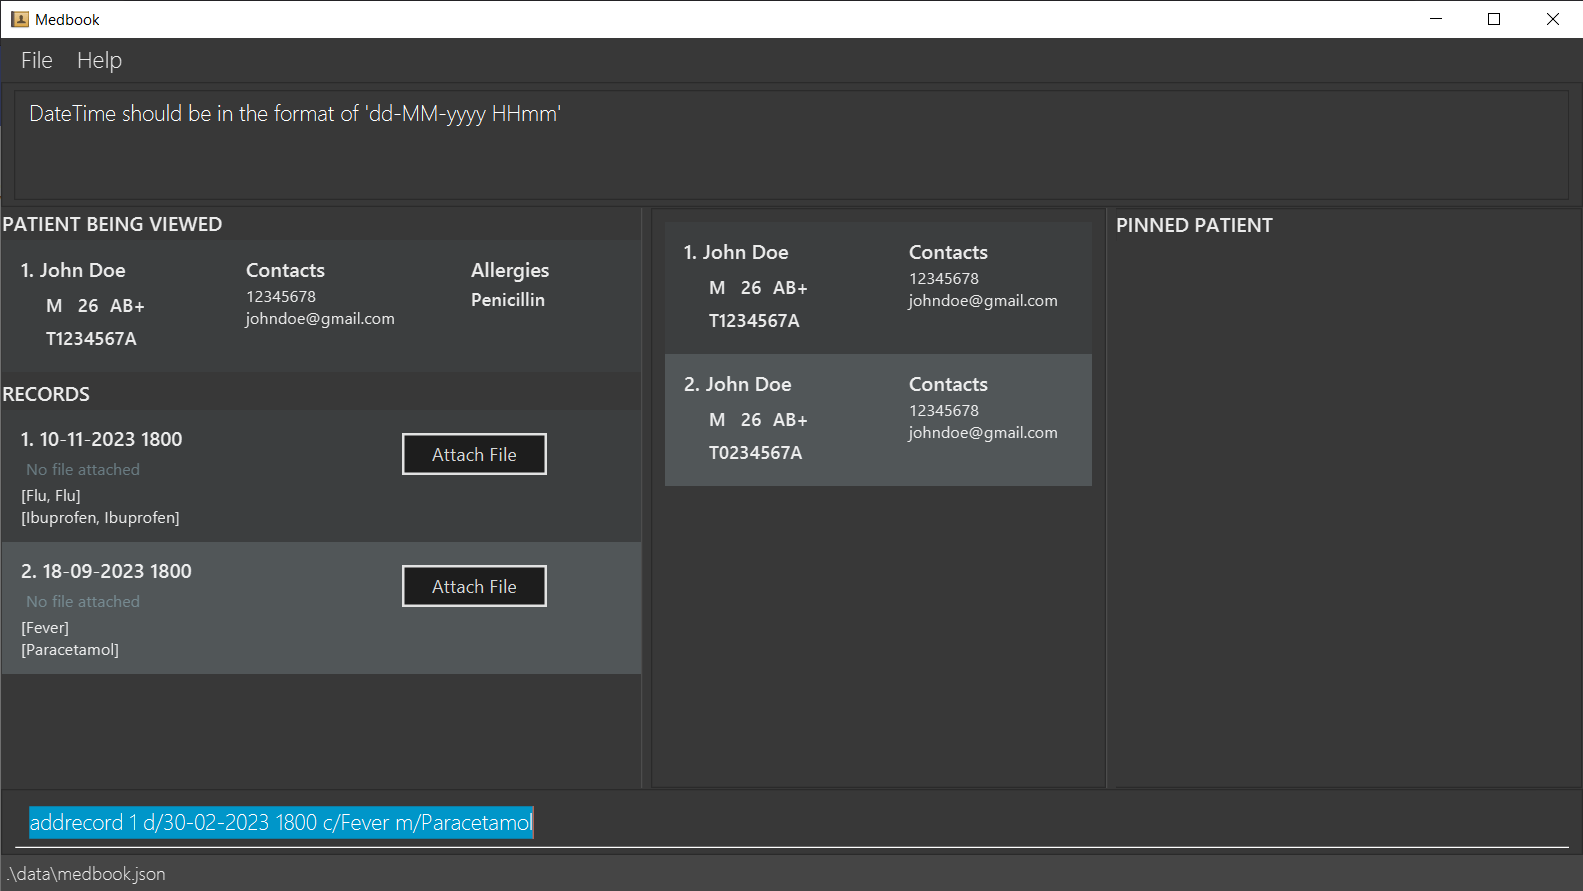 Medbook
File Help
DateTime should be in the format of 'dd-MM-yyyy HHmm'
PATIENT BEING VIEWED
1. John Doe
M 26 AB+
T1234567A
Contacts
12345678
johndoe@gmail.com
Allergies
Penicillin
RECORDS
1. 10-11-2023 1800
No file attached
[Flu, Flu]
[Ibuprofen, Ibuprofen]
Attach File
2. 18-09-2023 1800
No file attached
[Fever]
[Paracetamol]
Attach File
1. John Doe
M 26 AB+
T1234567A
Contacts
12345678
johndoe@gmail.com
2. John Doe
M 26 AB+
T0234567A
Contacts
12345678
johndoe@gmail.com
PINNED PATIENT
addrecord 1 d/30-02-2023 1800 c/Fever m/Paracetamol
.\data\medbook.json